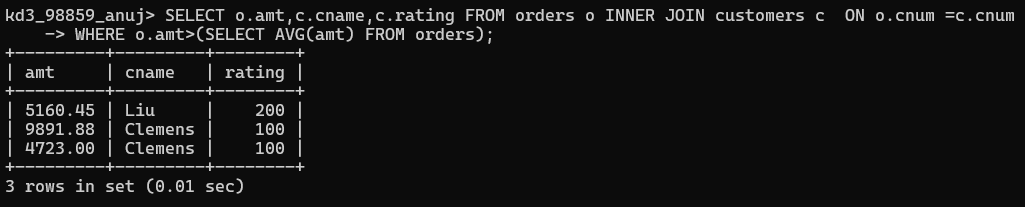 kd3_98859_anuj> SELECT o.amt,c.cname,c.rating FROM orders o INNER JOIN customers c  ON o.cnum =c.cnum
    -> WHERE o.amt>(SELECT AVG(amt) FROM orders);
+---------+---------+--------+
| amt     | cname   | rating |
+---------+---------+--------+
| 5160.45 | Liu     |    200 |
| 9891.88 | Clemens |    100 |
| 4723.00 | Clemens |    100 |
+---------+---------+--------+
3 rows in set (0.01 sec)